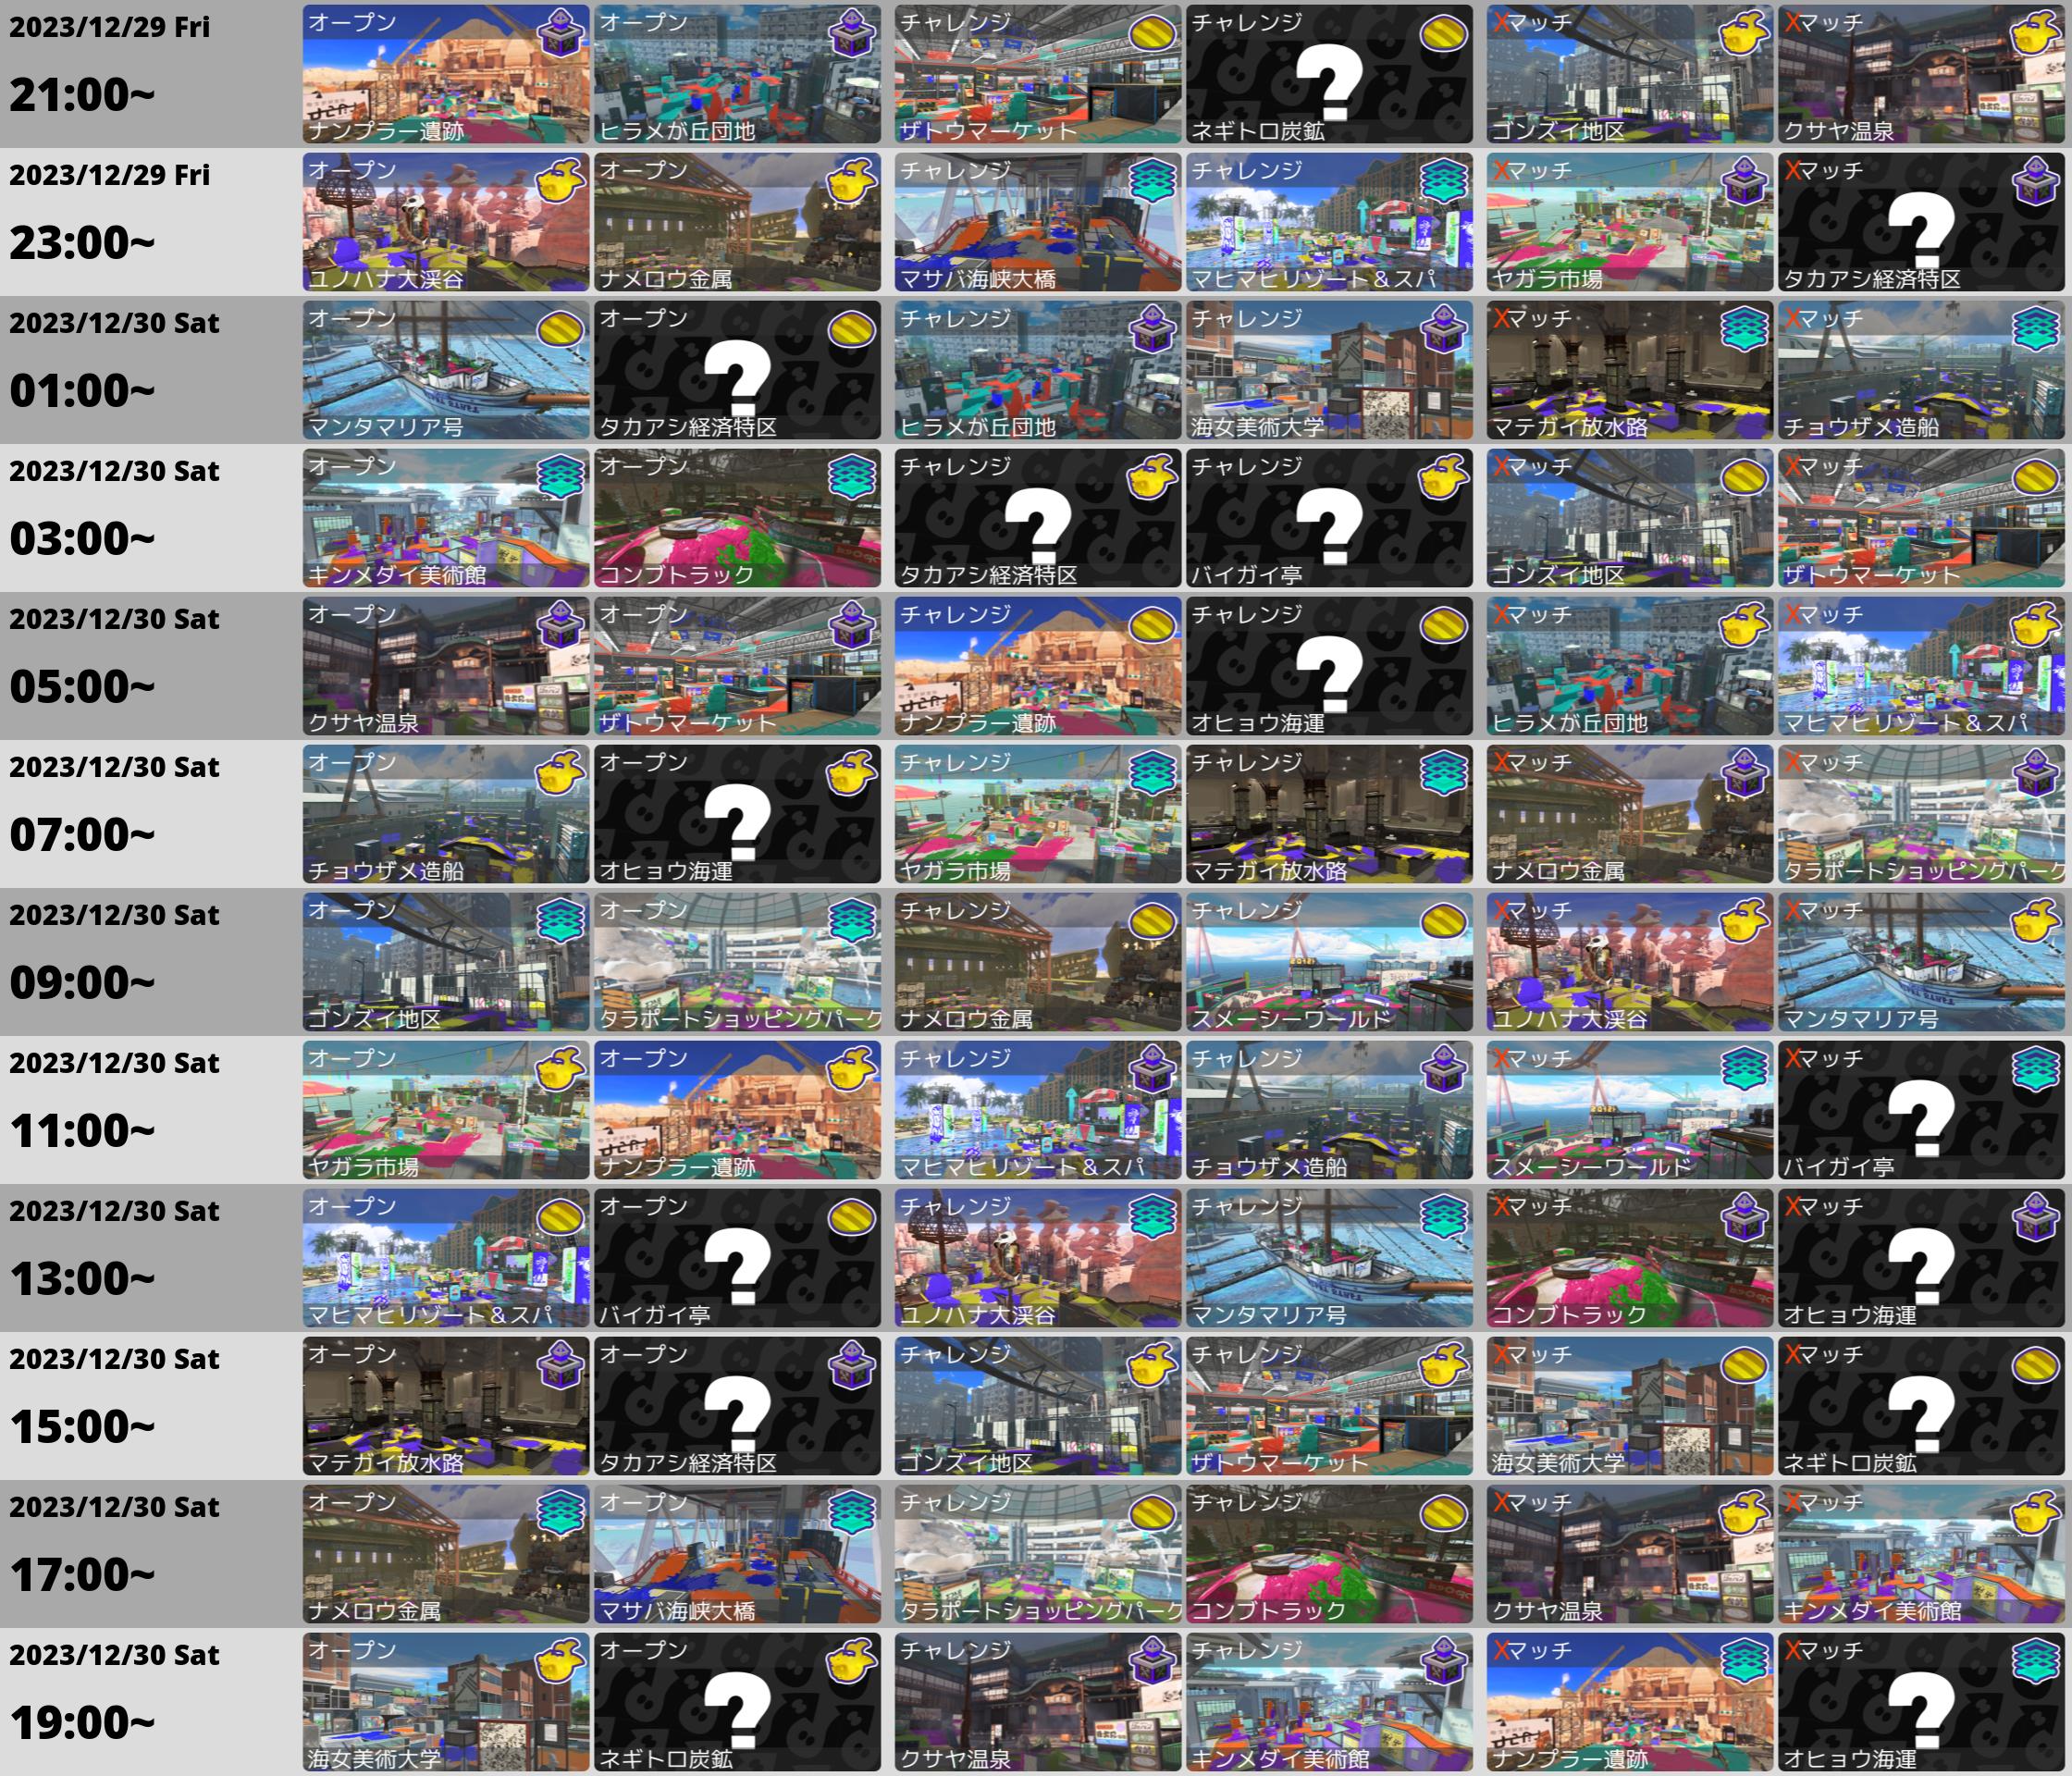 2023/12/29 Fri
21:00~
オープン オープン チャレンジ チャレンジ Xマッチ Xマッチ
ナンプラー遺跡 ヒラメが丘団地 ザトウマーケット ネギトロ炭鉱 ゴンズイ地区 クサヤ温泉
2023/12/29 Fri
23:00~
オープン オープン チャレンジ チャレンジ Xマッチ Xマッチ
ユノハナ大渓谷 ナメロウ金属 マサバ海峡大橋 マヒマヒリゾート＆スパ ヤガラ市場 タカアシ経済特区
2023/12/30 Sat
01:00~
オープン オープン チャレンジ チャレンジ Xマッチ Xマッチ
マンタマリア号 タカアシ経済特区 ヒラメが丘団地 海女美術大学 マテガイ放水路 チョウザメ造船
2023/12/30 Sat
03:00~
オープン オープン チャレンジ チャレンジ Xマッチ Xマッチ
キンメダイ美術館 コンブトラック タカアシ経済特区 バイガイ亭 ゴンズイ地区 ザトウマーケット
2023/12/30 Sat
05:00~
オープン オープン チャレンジ チャレンジ Xマッチ Xマッチ
クサヤ温泉 ザトウマーケット ナンプラー遺跡 オヒョウ海運 ヒラメが丘団地 マヒマヒリゾート＆スパ
2023/12/30 Sat
07:00~
オープン オープン チャレンジ チャレンジ Xマッチ Xマッチ
チョウザメ造船 オヒョウ海運 ヤガラ市場 マテガイ放水路 ナメロウ金属 タラポートショッピングパーク
2023/12/30 Sat
09:00~
オープン オープン チャレンジ チャレンジ Xマッチ Xマッチ
ゴンズイ地区 タラポートショッピングパーク ナメロウ金属 スメーシーワールド ユノハナ大渓谷 マンタマリア号
2023/12/30 Sat
11:00~
オープン オープン チャレンジ チャレンジ Xマッチ Xマッチ
ヤガラ市場 ナンプラー遺跡 マヒマヒリゾート＆スパ チョウザメ造船 スメーシーワールド バイガイ亭
2023/12/30 Sat
13:00~
オープン オープン チャレンジ チャレンジ Xマッチ Xマッチ
マヒマヒリゾート＆スパ バイガイ亭 ユノハナ大渓谷 マンタマリア号 コンブトラック オヒョウ海運
2023/12/30 Sat
15:00~
オープン オープン チャレンジ チャレンジ Xマッチ Xマッチ
マテガイ放水路 タカアシ経済特区 ゴンズイ地区 ザトウマーケット 海女美術大学 ネギトロ炭鉱
2023/12/30 Sat
17:00~
オープン オープン チャレンジ チャレンジ Xマッチ Xマッチ
ナメロウ金属 マサバ海峡大橋 タラポートショッピングパーク コンブトラック クサヤ温泉 キンメダイ美術館
2023/12/30 Sat
19:00~
オープン オープン チャレンジ チャレンジ Xマッチ Xマッチ
海女美術大学 ネギトロ炭鉱 クサヤ温泉 キンメダイ美術館 ナンプラー遺跡 オヒョウ海運